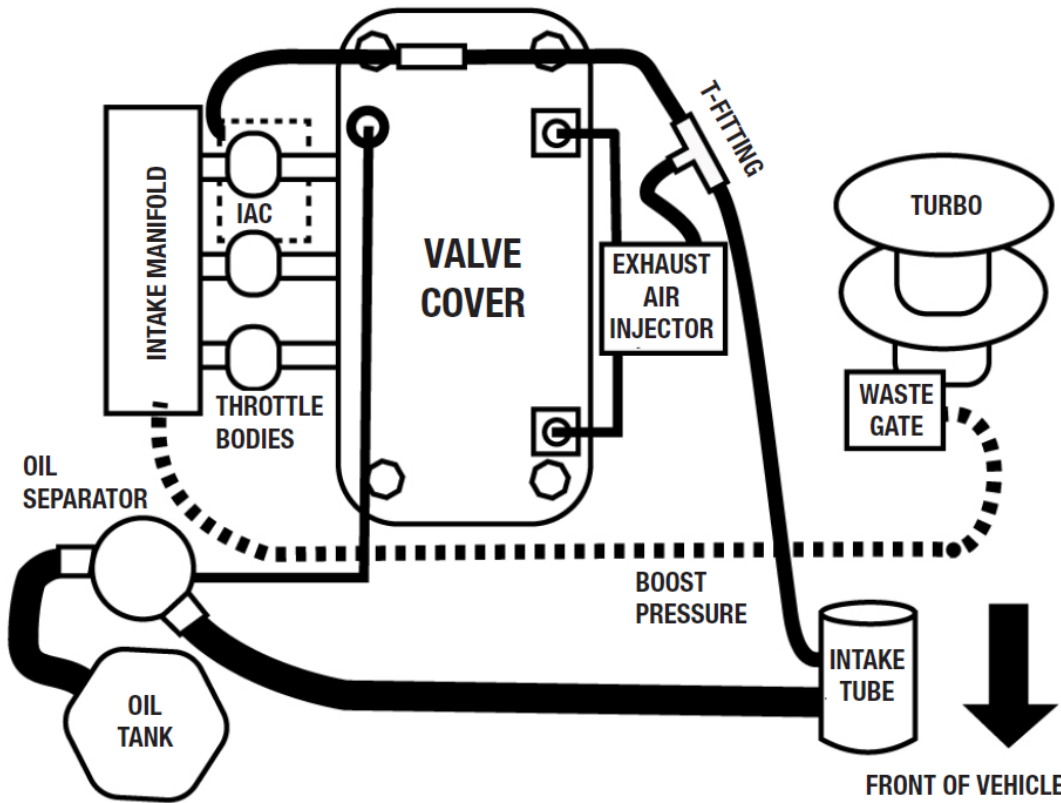 T-FITTING
INTAKE MANIFOLD
IAC
TURBO
VALVE
COVER
EXHAUST
AIR
INJECTOR
THROTTLE
BODIES
WASTE
GATE
OIL
SEPARATOR
BOOST
PRESSURE
INTAKE
TUBE
OIL
TANK
FRONT OF VEHICLE